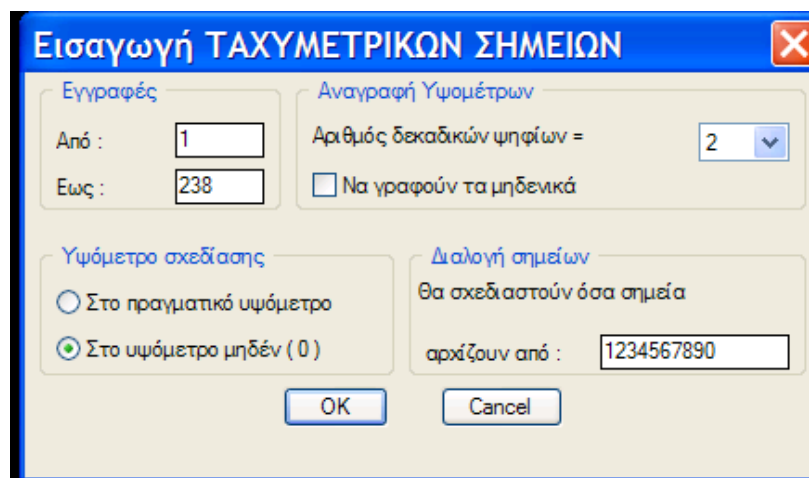 Εισαγωγή ΤΑΧΥΜΕΤΡΙΚΩΝ ΣΗΜΕΙΩΝ
Εγγραφές
Από :
1
Εως :
238
Αναγραφή Υψομέτρων
Αριθμός δεκαδικών ψηφίων =
2
Να γραφούν τα μηδενικά
Υψόμετρο σχεδίασης
Στο πραγματικό υψόμετρο
Στο υψόμετρο μηδέν ( 0 )
Διαλογή σημείων
Θα σχεδιαστούν όσα σημεία
αρχίζουν από :
1234567890
OK
Cancel